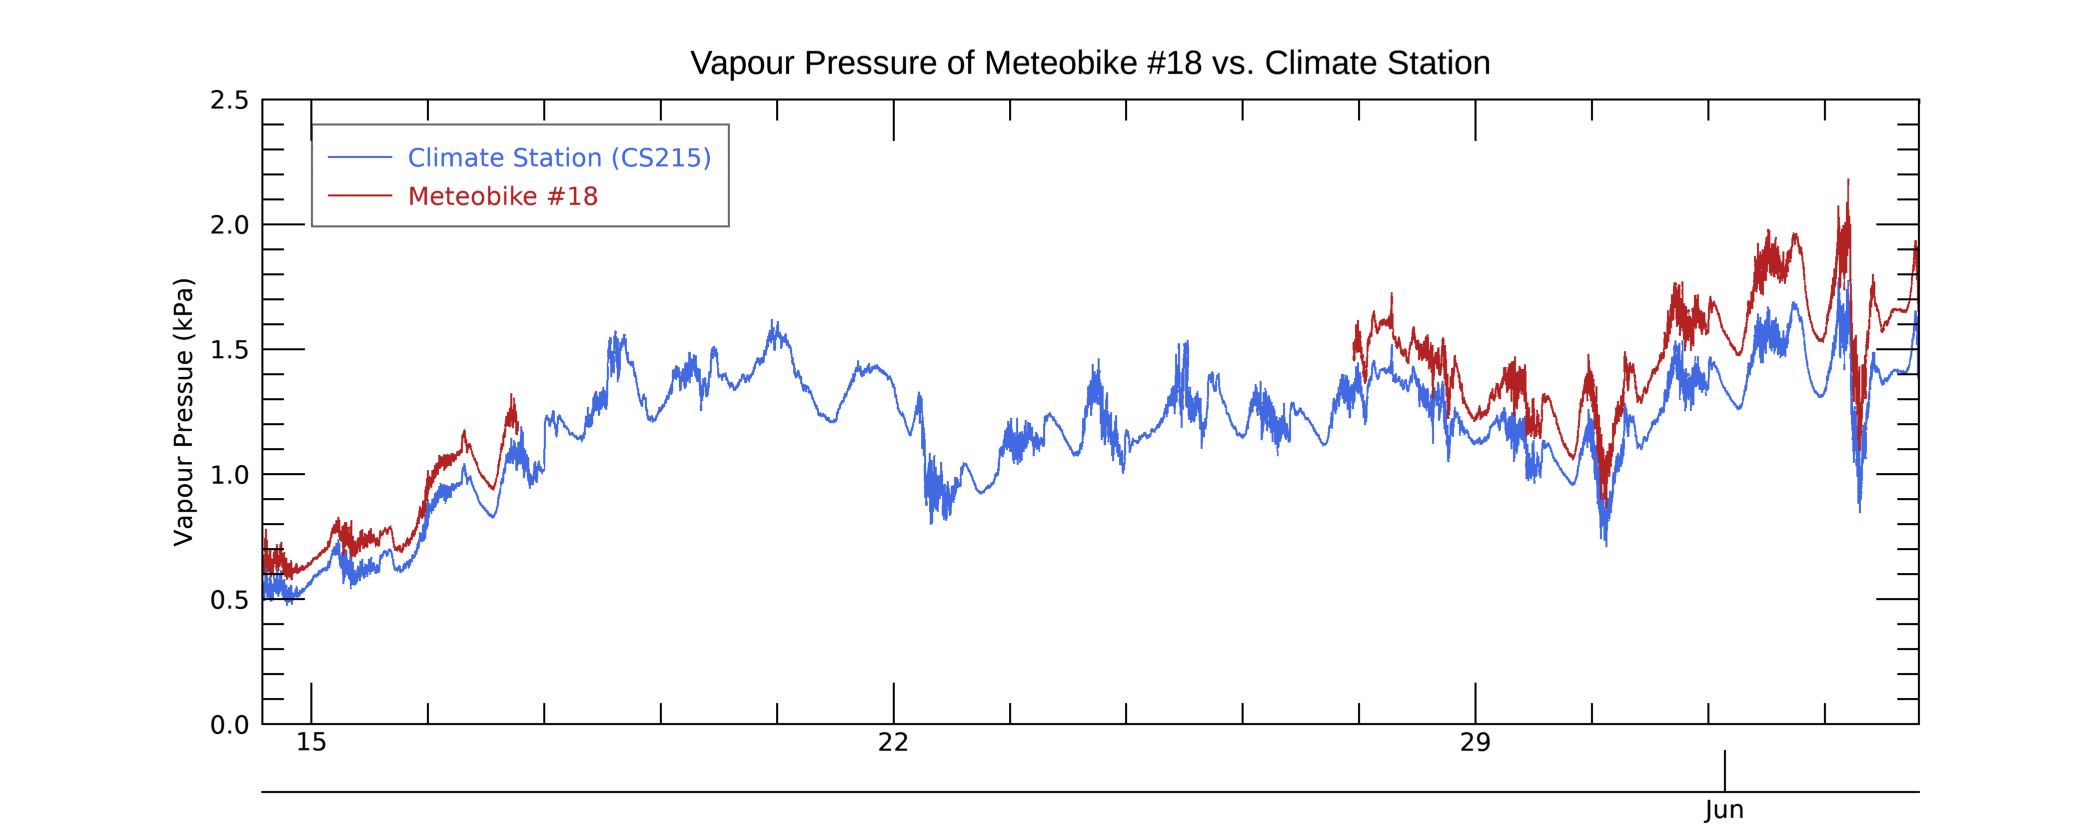 Vapour Pressure of Meteobike #18 vs. Climate Station
2.5
Climate Station (CS215)
Meteobike #18
2.0
1.5
Vapour Pressue (kPa)
1.0
0.5
0.0
15 22 29
Jun